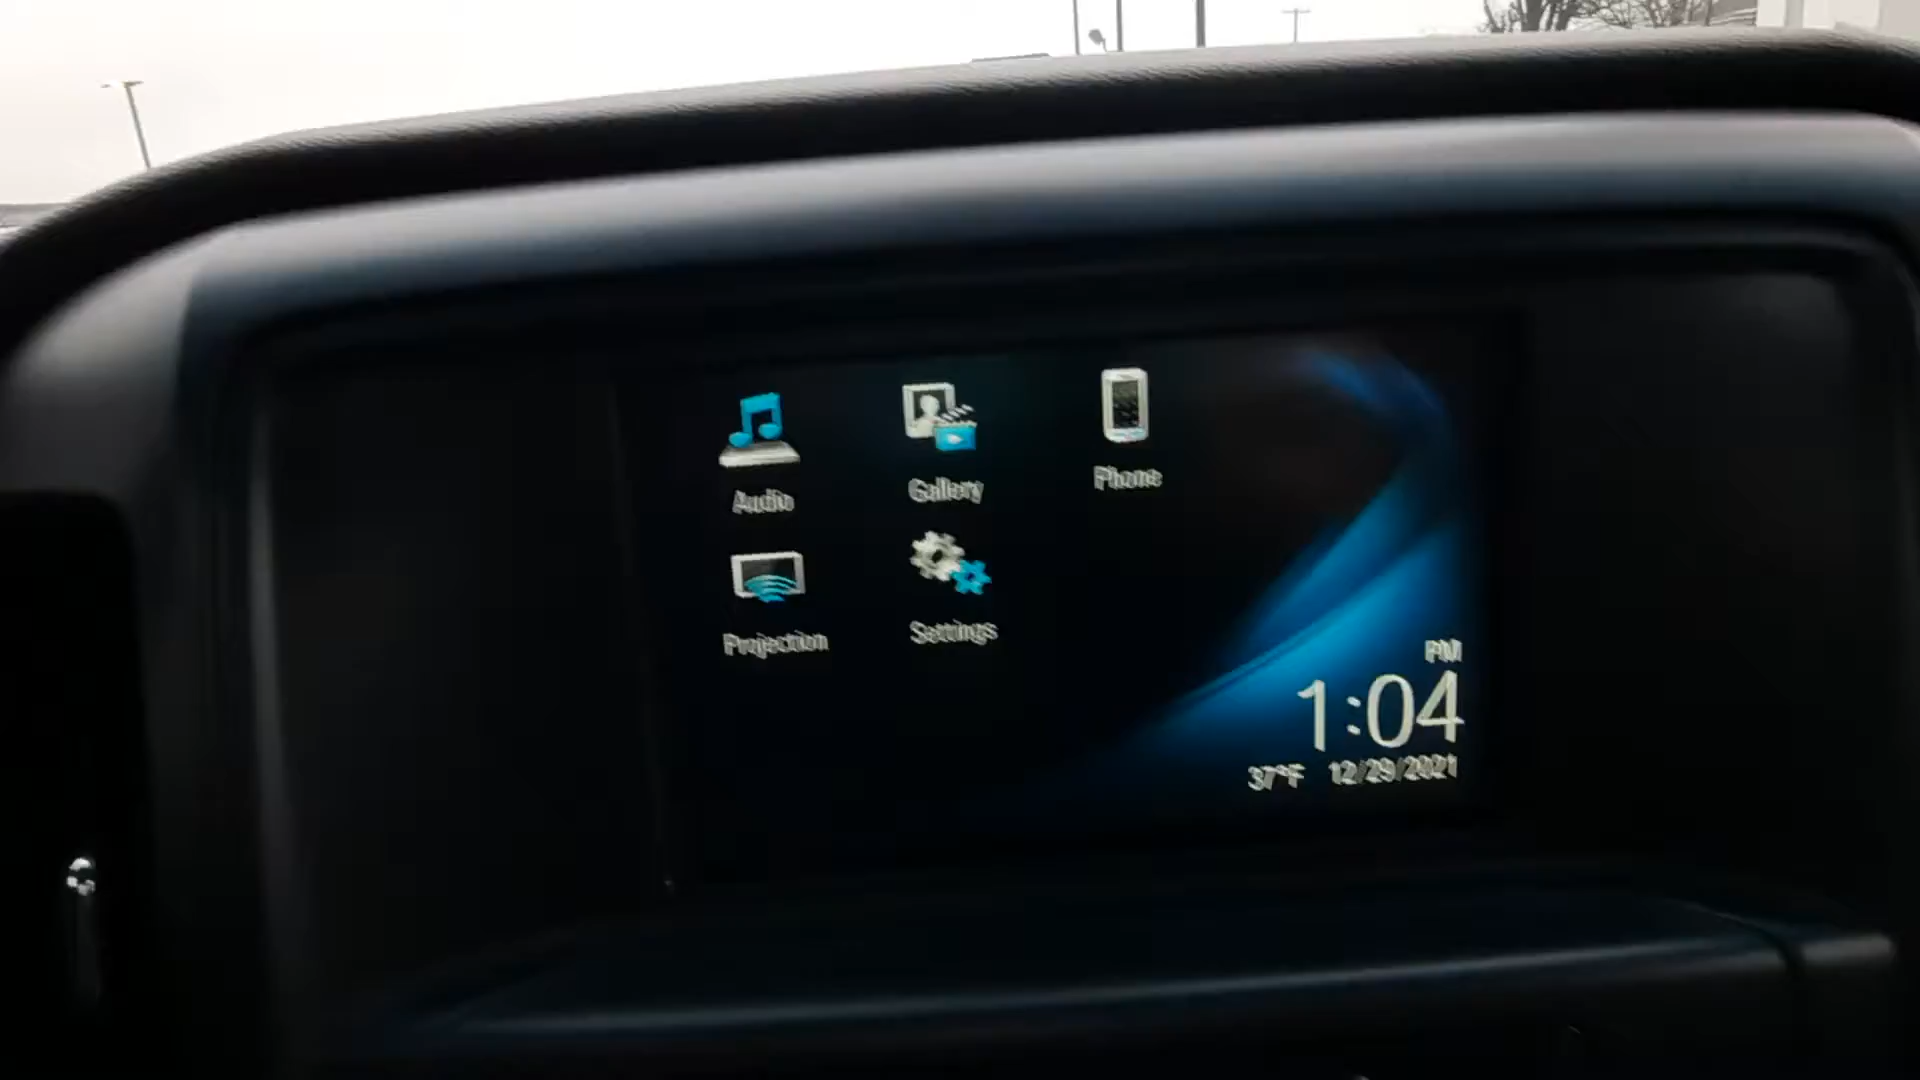 Audio Gallery Phone
Projection Settings
PM
1:04
37°F 12/29/2021